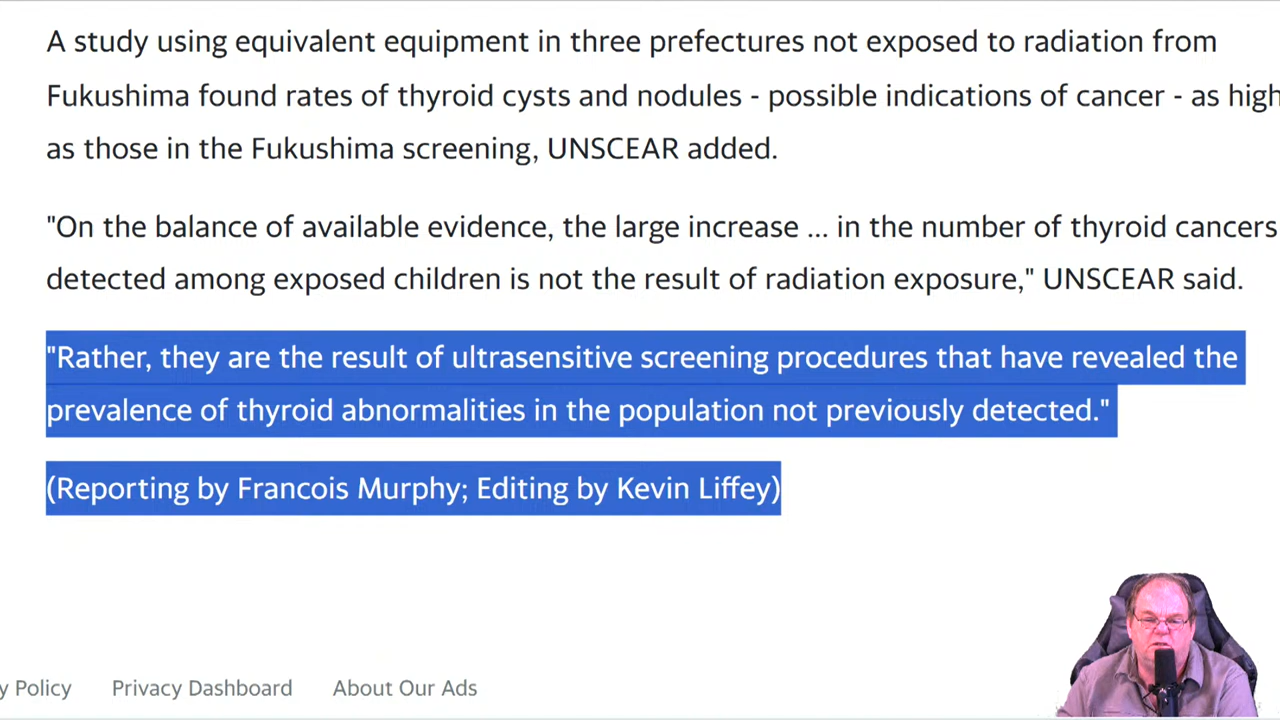 A study using equivalent equipment in three prefectures not exposed to radiation from
Fukushima found rates of thyroid cysts and nodules - possible indications of cancer - as high
as those in the Fukushima screening, UNSCEAR added.
"On the balance of available evidence, the large increase ... in the number of thyroid cancers
detected among exposed children is not the result of radiation exposure," UNSCEAR said.
"Rather, they are the result of ultrasensitive screening procedures that have revealed the
prevalence of thyroid abnormalities in the population not previously detected."
(Reporting by Francois Murphy; Editing by Kevin Liffey)
y Policy Privacy Dashboard About Our Ads